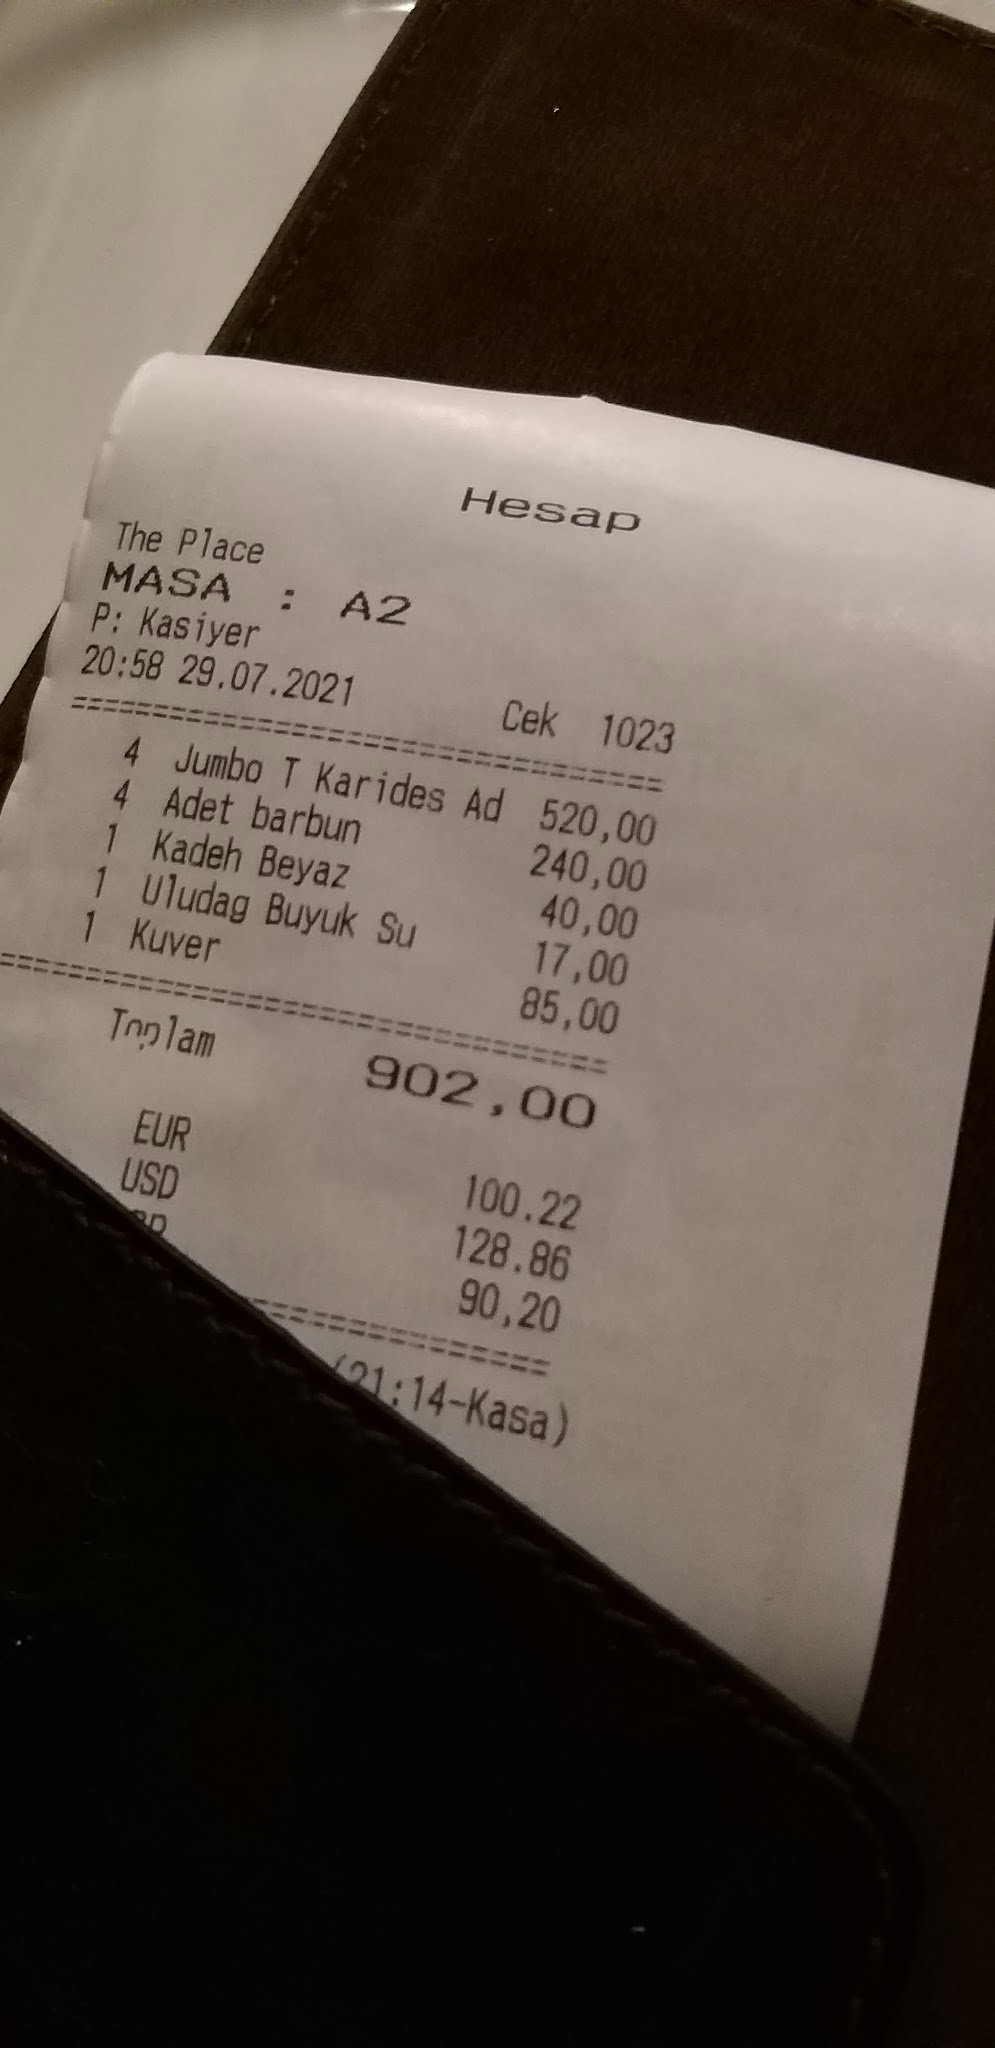 Hesap
The Place
MASA : A2
P: Kasiyer
20:58 29.07.2021 Cek 1023
4 Jumbo T Karides Ad 520,00
4 Adet barbun 240,00
1 Kadeh Beyaz 40,00
1 Uludag Buyuk Su 17,00
1 Kuver 85,00
Toplam 902,00
EUR 100.22
USD 128.86
90,20
(21:14-Kasa)